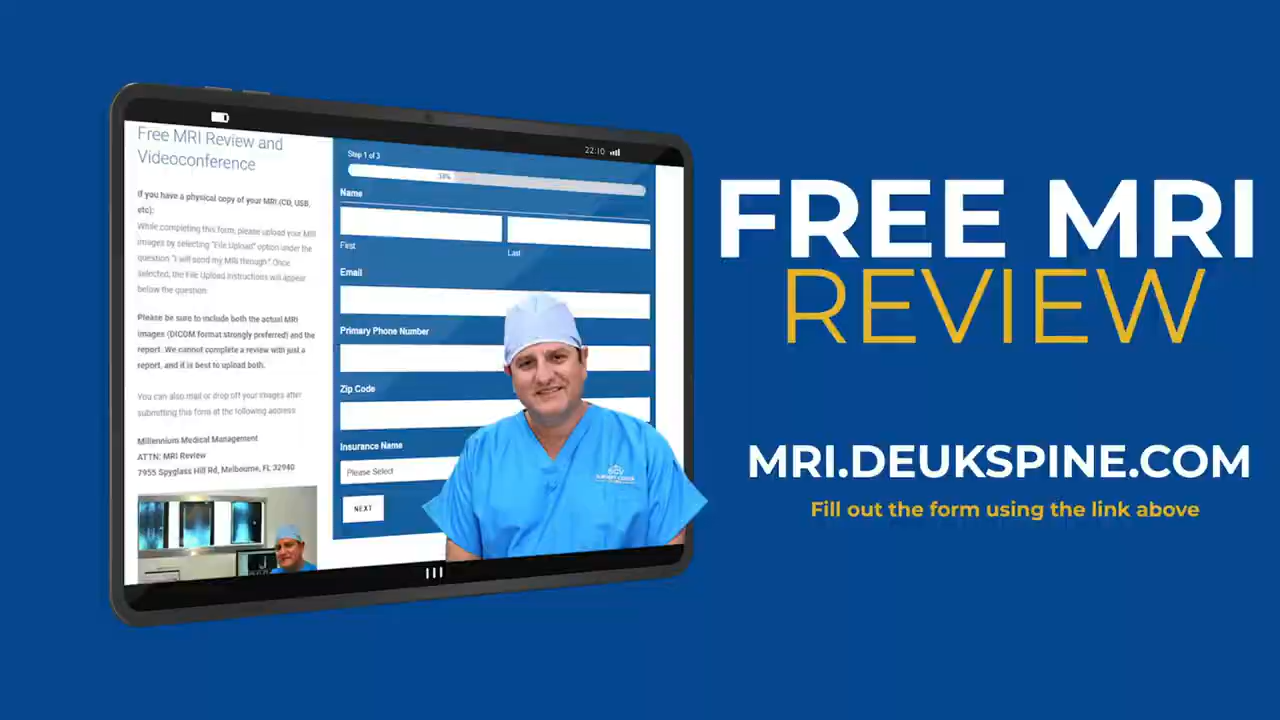 22:10
Free MRI Review and
Videoconference
If you have a physical copy of your MRI (CD, USB,
etc):
While completing this form, please upload your MRI
images by selecting "File Upload" option under the
question "I will send my MRI through." Once
selected, the File Upload instructions will appear
below the question.
Please be sure to include both the actual MRI
images (DICOM format strongly preferred) and the
report. We cannot complete a review with just a
report, and it is best to upload both.
You can also mail or drop off your images after
submitting this form at the following address:
Millennium Medical Management
ATTN: MRI Review
7955 Spyglass Hill Rd, Melbourne, FL 32940
Step 1 of 3
Name
First
Last
Email
Primary Phone Number
Zip Code
Insurance Name
Please Select
NEXT
FREE MRI
REVIEW
MRI.DEUKSPINE.COM
Fill out the form using the link above